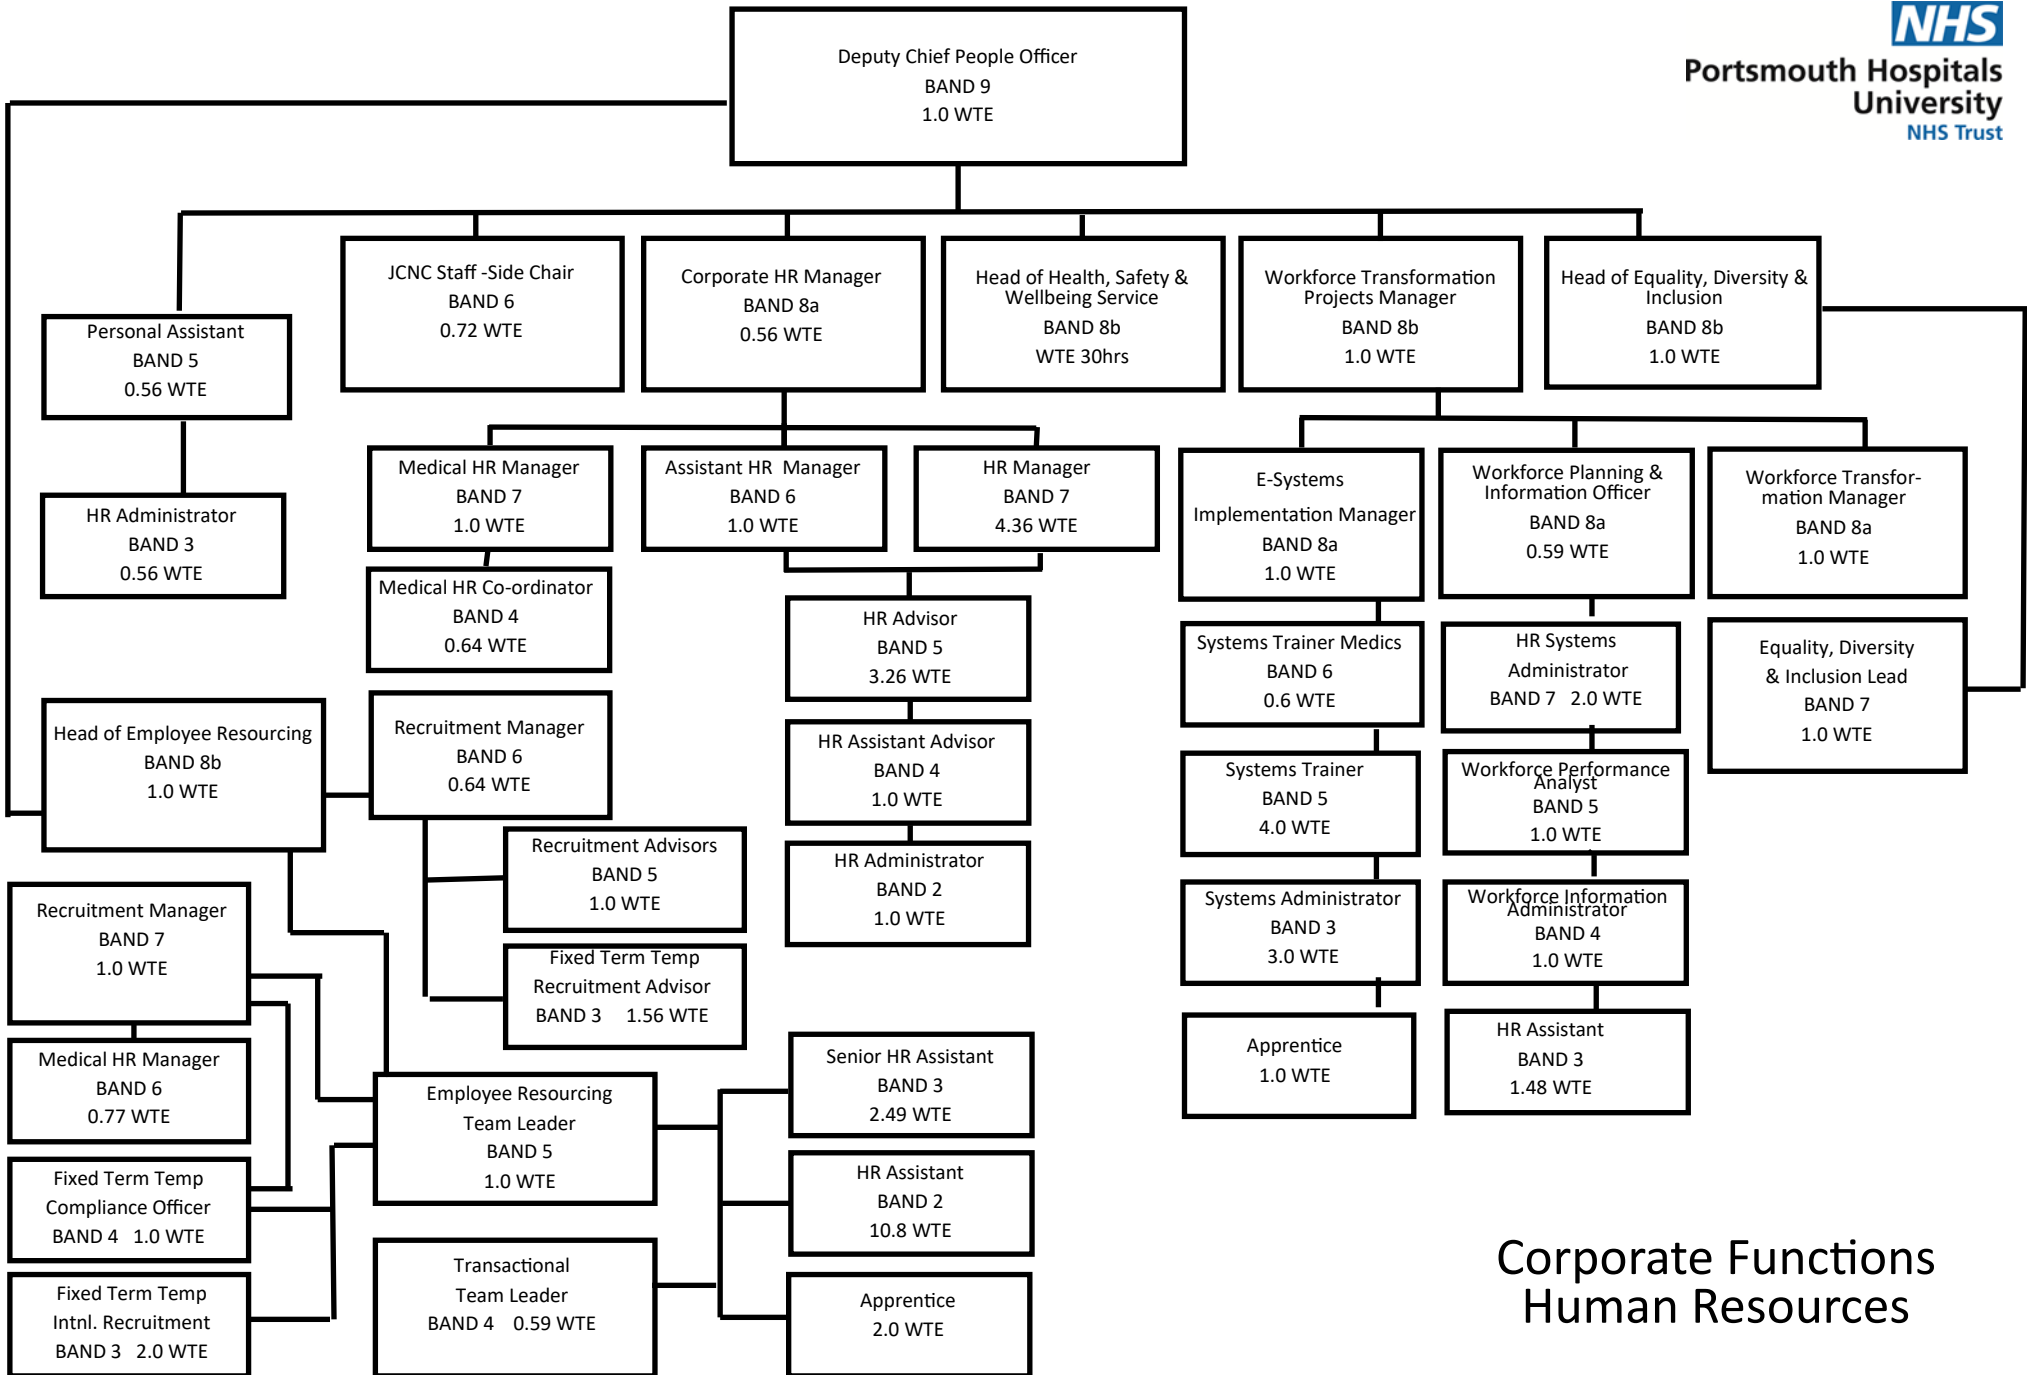 NHS
Portsmouth Hospitals
University
NHS Trust
Deputy Chief People Officer
BAND 9
1.0 WTE
Personal Assistant
BAND 5
0.56 WTE
JCNC Staff -Side Chair
BAND 6
0.72 WTE
Corporate HR Manager
BAND 8a
0.56 WTE
Head of Health, Safety &
Wellbeing Service
BAND 8b
WTE 30hrs
Workforce Transformation
Projects Manager
BAND 8b
1.0 WTE
Head of Equality, Diversity &
Inclusion
BAND 8b
1.0 WTE
HR Administrator
BAND 3
0.56 WTE
Medical HR Manager
BAND 7
1.0 WTE
Assistant HR  Manager
BAND 6
1.0 WTE
HR Manager
BAND 7
4.36 WTE
E-Systems
Implementation Manager
BAND 8a
1.0 WTE
Workforce Planning &
Information Officer
BAND 8a
0.59 WTE
Workforce Transfor-
mation Manager
BAND 8a
1.0 WTE
Medical HR Co-ordinator
BAND 4
0.64 WTE
HR Advisor
BAND 5
3.26 WTE
Systems Trainer Medics
BAND 6
0.6 WTE
HR Systems
Administrator
BAND 7   2.0 WTE
Equality, Diversity
& Inclusion Lead
BAND 7
1.0 WTE
Head of Employee Resourcing
BAND 8b
1.0 WTE
Recruitment Manager
BAND 6
0.64 WTE
HR Assistant Advisor
BAND 4
1.0 WTE
Systems Trainer
BAND 5
4.0 WTE
Workforce Performance
Analyst
BAND 5
1.0 WTE
Recruitment Advisors
BAND 5
1.0 WTE
HR Administrator
BAND 2
1.0 WTE
Systems Administrator
BAND 3
3.0 WTE
Workforce Information
Administrator
BAND 4
1.0 WTE
Recruitment Manager
BAND 7
1.0 WTE
Fixed Term Temp
Recruitment Advisor
BAND 3    1.56 WTE
Apprentice
1.0 WTE
HR Assistant
BAND 3
1.48 WTE
Medical HR Manager
BAND 6
0.77 WTE
Employee Resourcing
Team Leader
BAND 5
1.0 WTE
Senior HR Assistant
BAND 3
2.49 WTE
Fixed Term Temp
Compliance Officer
BAND 4   1.0 WTE
HR Assistant
BAND 2
10.8 WTE
Fixed Term Temp
Intnl. Recruitment
BAND 3   2.0 WTE
Transactional
Team Leader
BAND 4    0.59 WTE
Apprentice
2.0 WTE
Corporate Functions
Human Resources